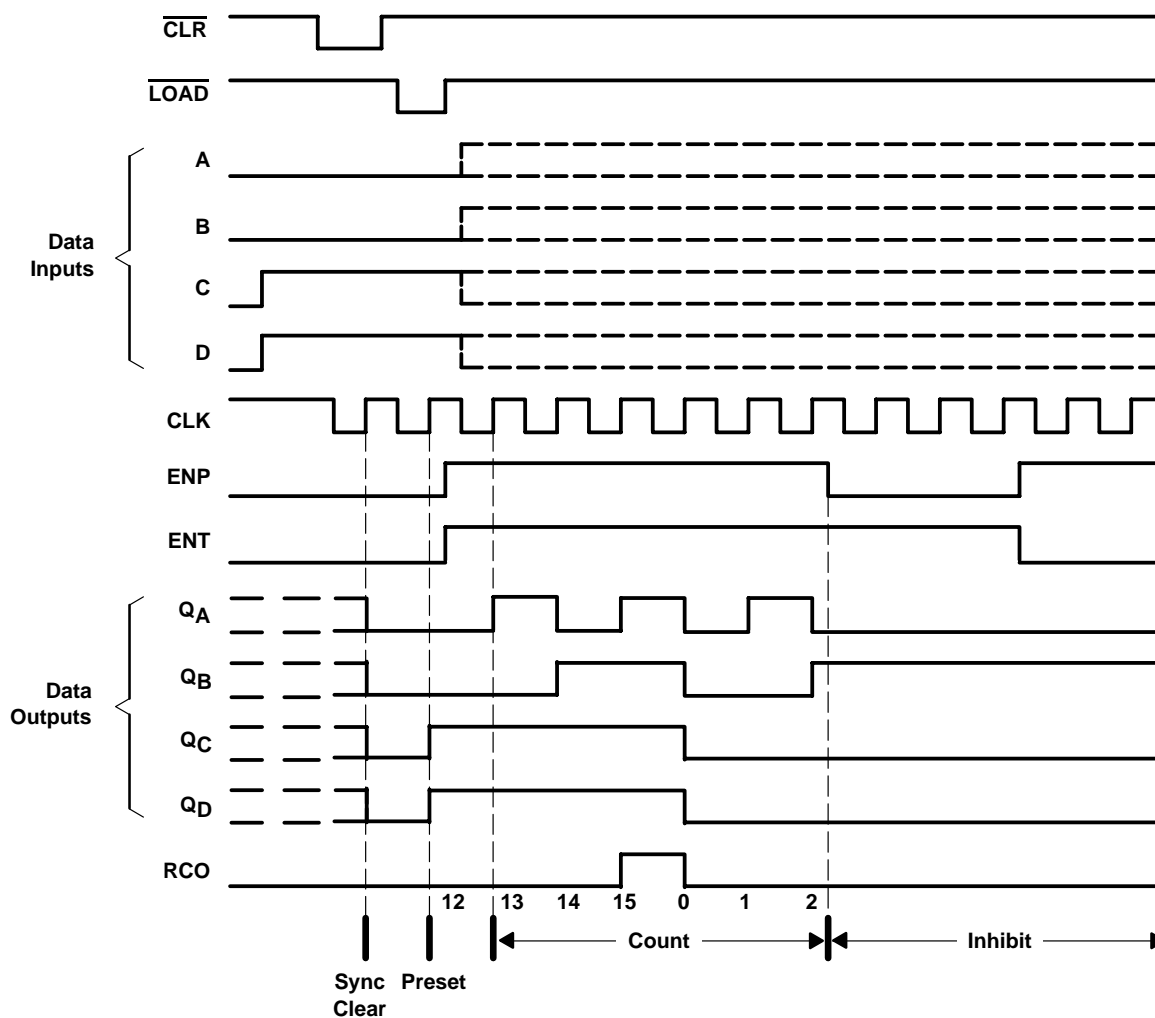 CLR
LOAD
A
B
Data
Inputs
C
D
CLK
ENP
ENT
QA
QB
Data
Outputs
QC
QD
RCO
12 13 14 15 0 1 2
Count Inhibit
Sync Preset
Clear